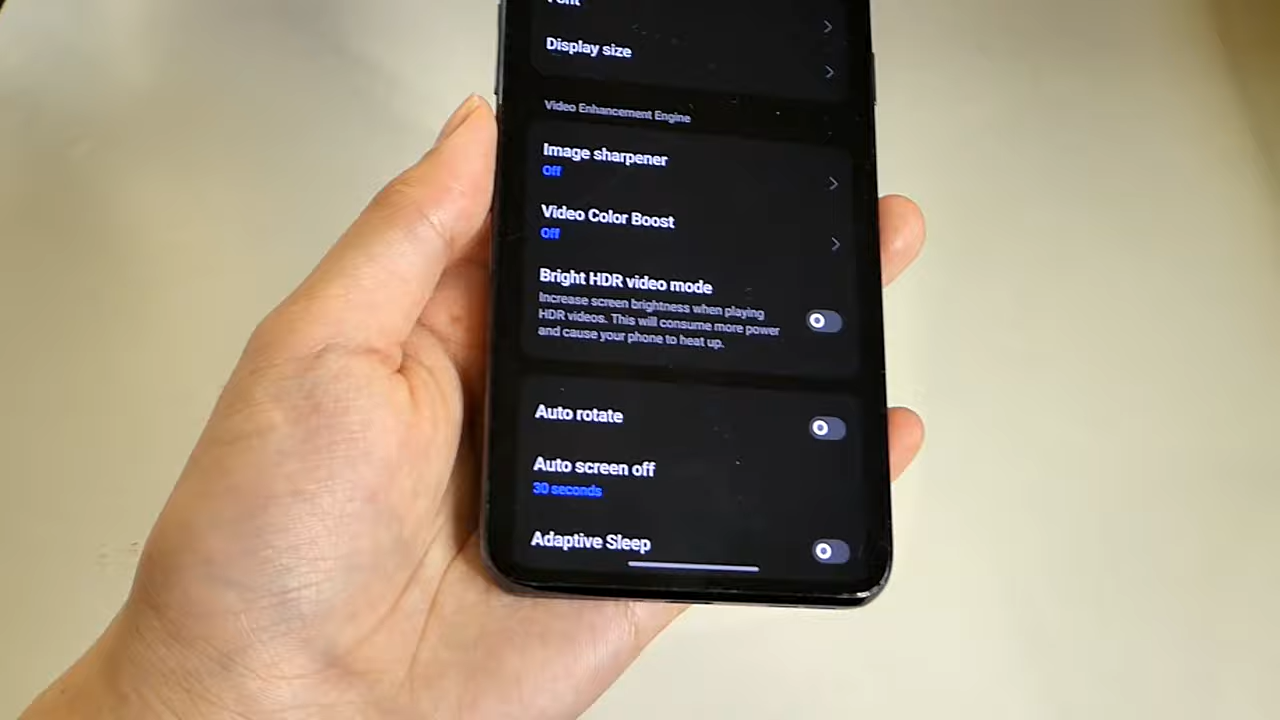 Font
Display size
Video Enhancement Engine
Image sharpener
Off
Video Color Boost
Off
Bright HDR video mode
Increase screen brightness when playing
HDR videos. This will consume more power
and cause your phone to heat up.
Auto rotate
Auto screen off
30 seconds
Adaptive Sleep